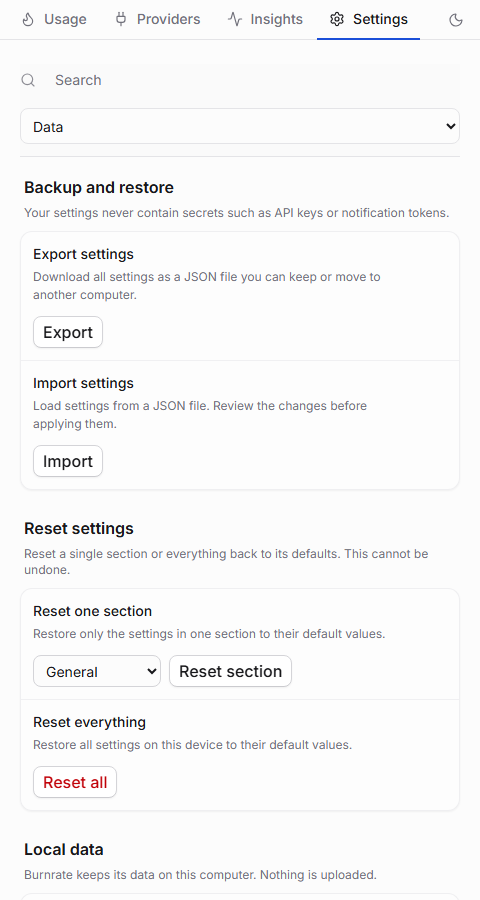 Usage
Providers
Insights
Settings
Search
Data
Backup and restore
Your settings never contain secrets such as API keys or notification tokens.
Export settings
Download all settings as a JSON file you can keep or move to
another computer.
Export
Import settings
Load settings from a JSON file. Review the changes before
applying them.
Import
Reset settings
Reset a single section or everything back to its defaults. This cannot be
undone.
Reset one section
Restore only the settings in one section to their default values.
General
Reset section
Reset everything
Restore all settings on this device to their default values.
Reset all
Local data
Burnrate keeps its data on this computer. Nothing is uploaded.